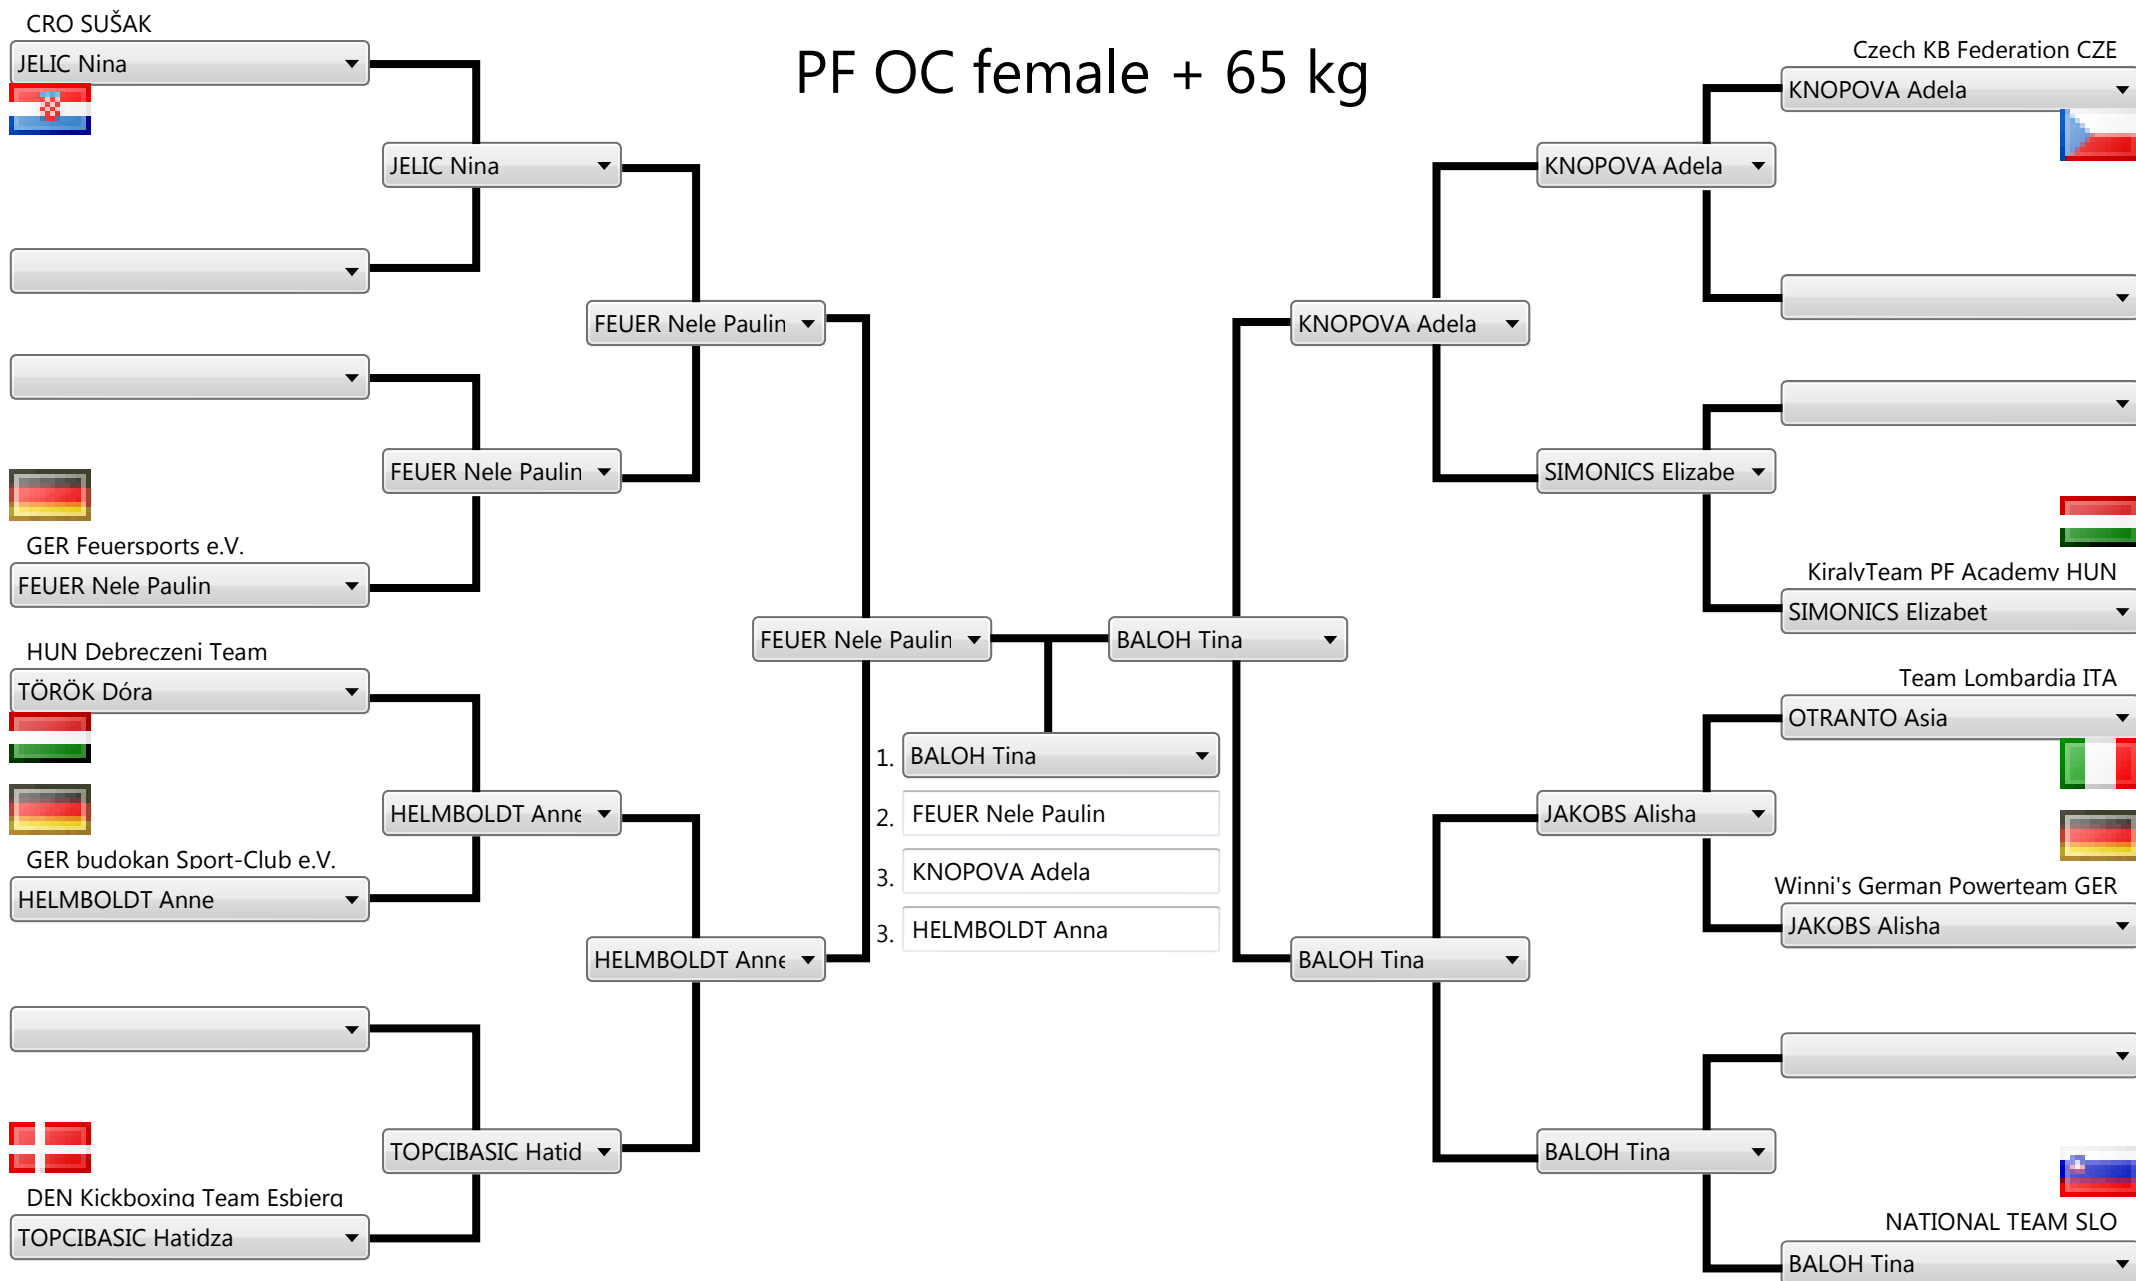 PF OC female + 65 kg
CRO SUŠAK
JELIC Nina
JELIC Nina
FEUER Nele Paulin
FEUER Nele Paulin
GER Feuersports e.V.
FEUER Nele Paulin
HUN Debreczeni Team
TÖRÖK Dóra
HELMBOLDT Anne
GER budokan Sport-Club e.V.
HELMBOLDT Anne
HELMBOLDT Anne
TOPCIBASIC Hatid
DEN Kickboxing Team Esbjerg
TOPCIBASIC Hatidza
FEUER Nele Paulin
BALOH Tina
1. BALOH Tina
2. FEUER Nele Paulin
3. KNOPOVA Adela
3. HELMBOLDT Anna
Czech KB Federation CZE
KNOPOVA Adela
KNOPOVA Adela
KNOPOVA Adela
SIMONICS Elizabe
KiralyTeam PF Academy HUN
SIMONICS Elizabet
Team Lombardia ITA
OTRANTO Asia
JAKOBS Alisha
Winni's German Powerteam GER
JAKOBS Alisha
BALOH Tina
BALOH Tina
NATIONAL TEAM SLO
BALOH Tina